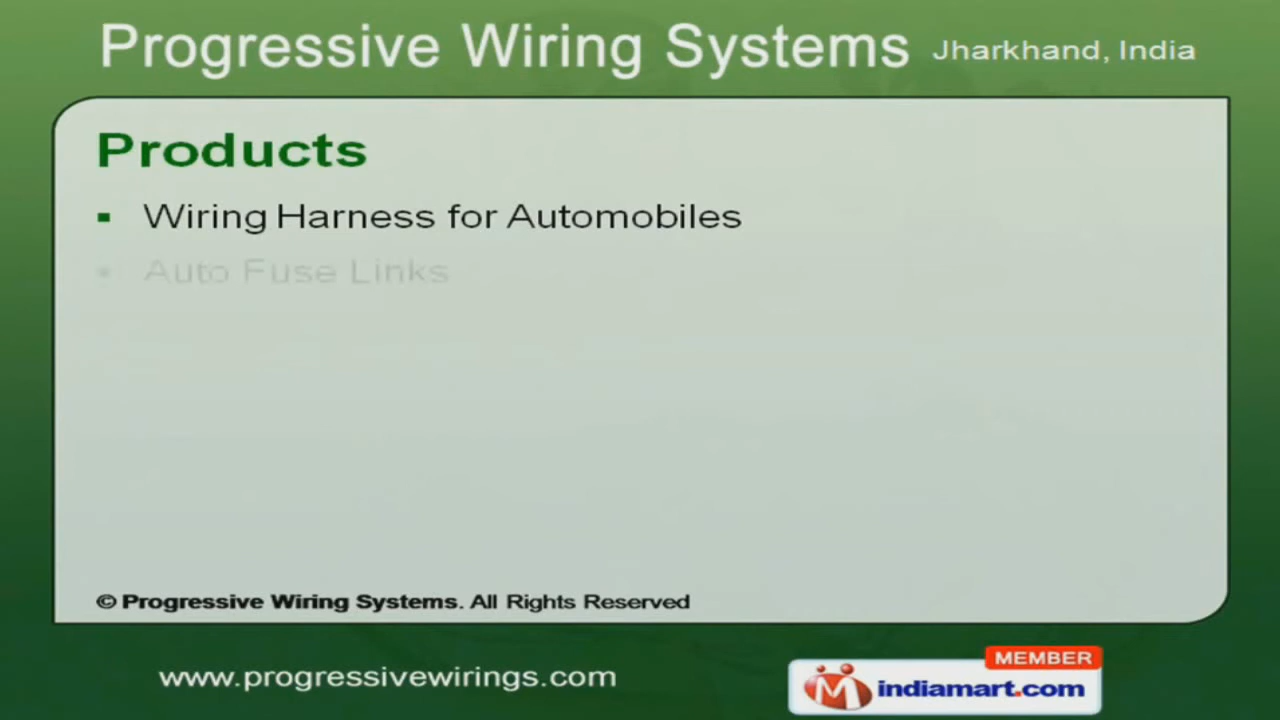 Progressive Wiring Systems Jharkhand, India
Products
▪ Wiring Harness for Automobiles
▪ Auto Fuse Links
© Progressive Wiring Systems. All Rights Reserved
www.progressivewirings.com
MEMBER
indiamart.com